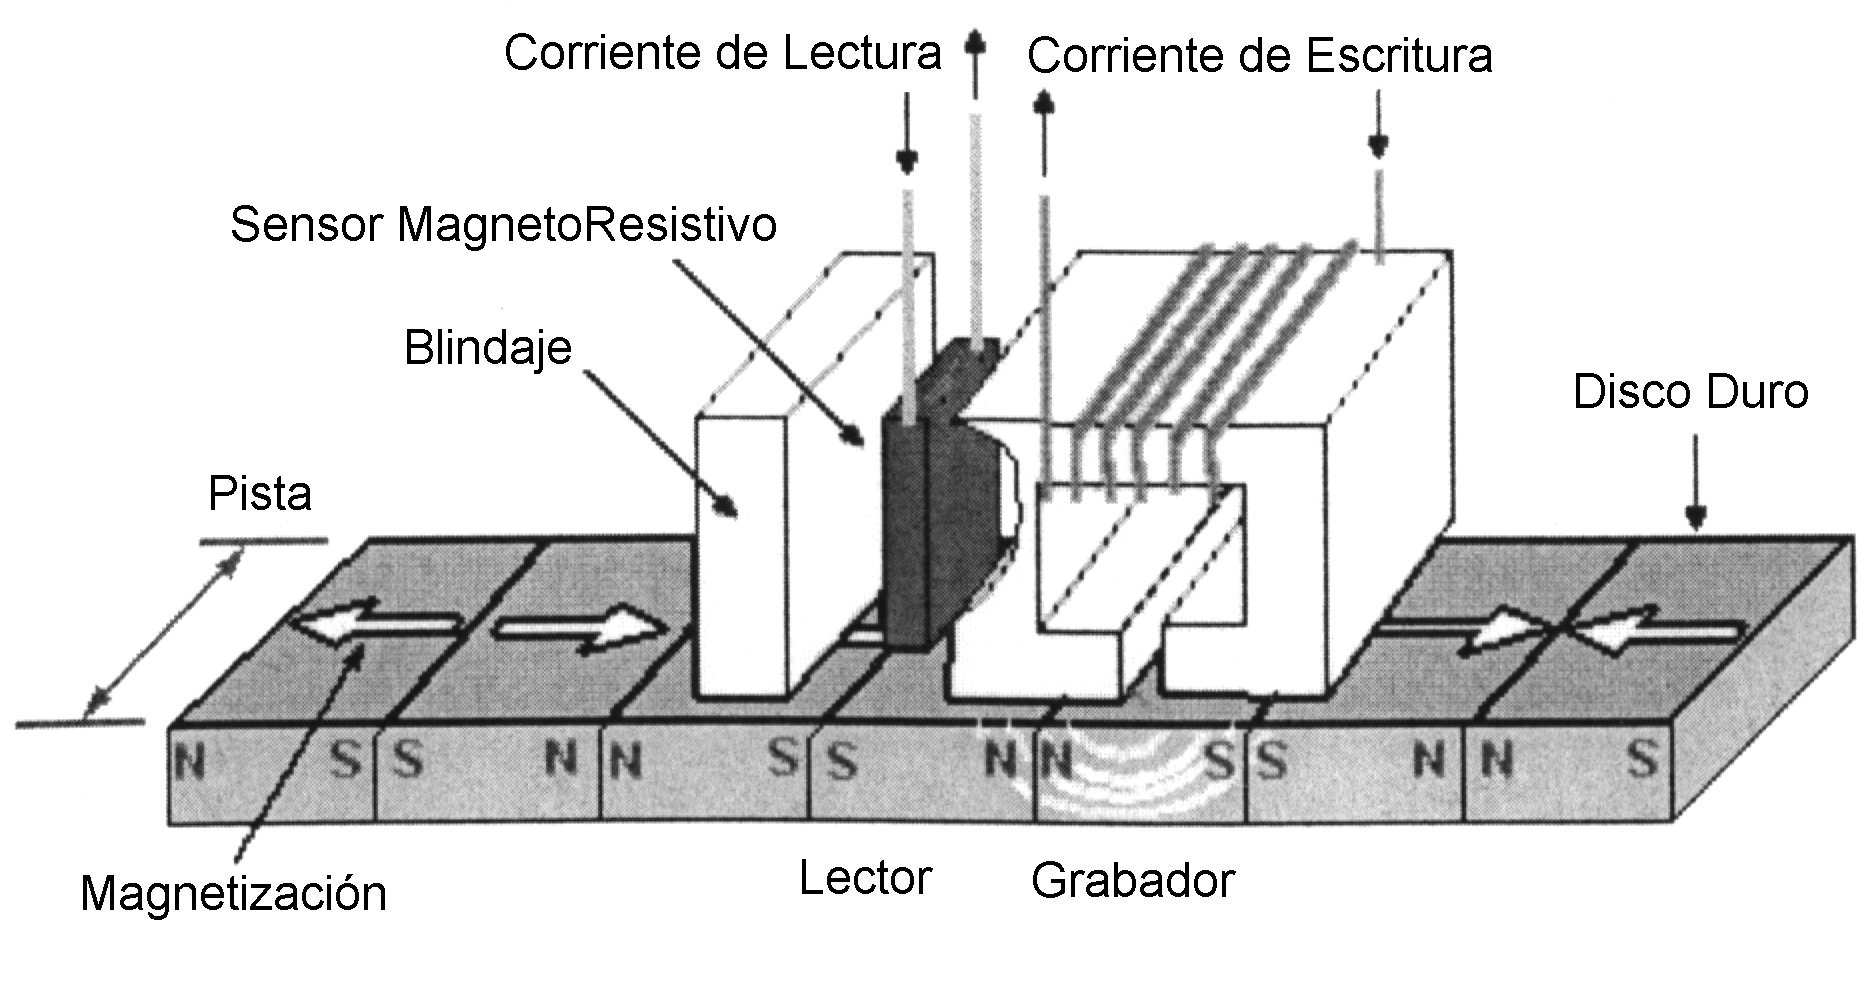 Corriente de Lectura
Corriente de Escritura
Sensor MagnetoResistivo
Blindaje
Disco Duro
Pista
N S S N N S S N N S S N N S
Magnetización
Lector
Grabador